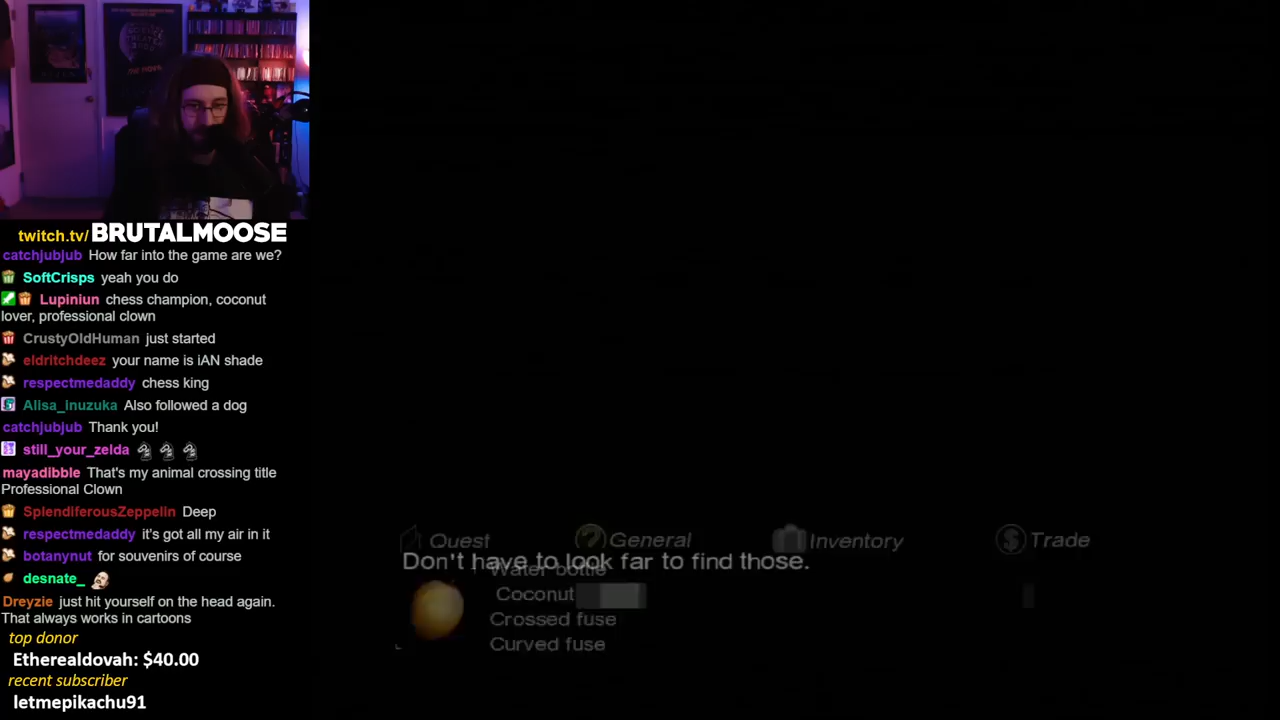 twitch.tv/BRUTALMOOSE
catchjubjub How far into the game are we?
SoftCrisps yeah you do
Lupiniun chess champion, coconut
lover, professional clown
CrustyOldHuman just started
eldritchdeez your name is iAN shade
respectmedaddy chess king
Alisa_inuzuka Also followed a dog
catchjubjub Thank you!
still_your_zelda
mayadibble That's my animal crossing title
Professional Clown
SplendiferousZeppelin Deep
respectmedaddy it's got all my air in it
botanynut for souvenirs of course
desnate_
Dreyzie just hit yourself on the head again.
That always works in cartoons
top donor
Etherealdovah: $40.00
recent subscriber
letmepikachu91
Quest General Inventory Trade
Don't have to look far to find those.
Water bottle
Coconut
Crossed fuse
Curved fuse